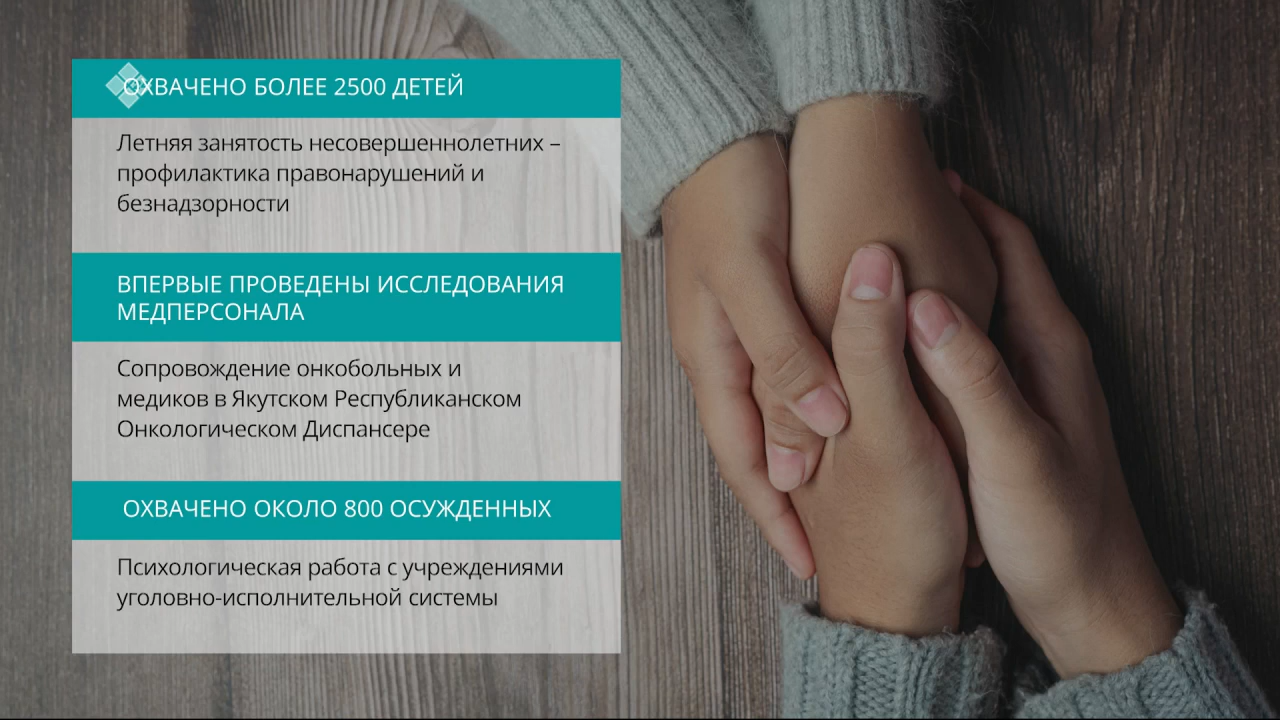 ОХВАЧЕНО БОЛЕЕ 2500 ДЕТЕЙ
Летняя занятость несовершеннолетних –
профилактика правонарушений и
безнадзорности
ВПЕРВЫЕ ПРОВЕДЕНЫ ИССЛЕДОВАНИЯ
МЕДПЕРСОНАЛА
Сопровождение онкобольных и
медиков в Якутском Республиканском
Онкологическом Диспансере
ОХВАЧЕНО ОКОЛО 800 ОСУЖДЕННЫХ
Психологическая работа с учреждениями
уголовно-исполнительной системы